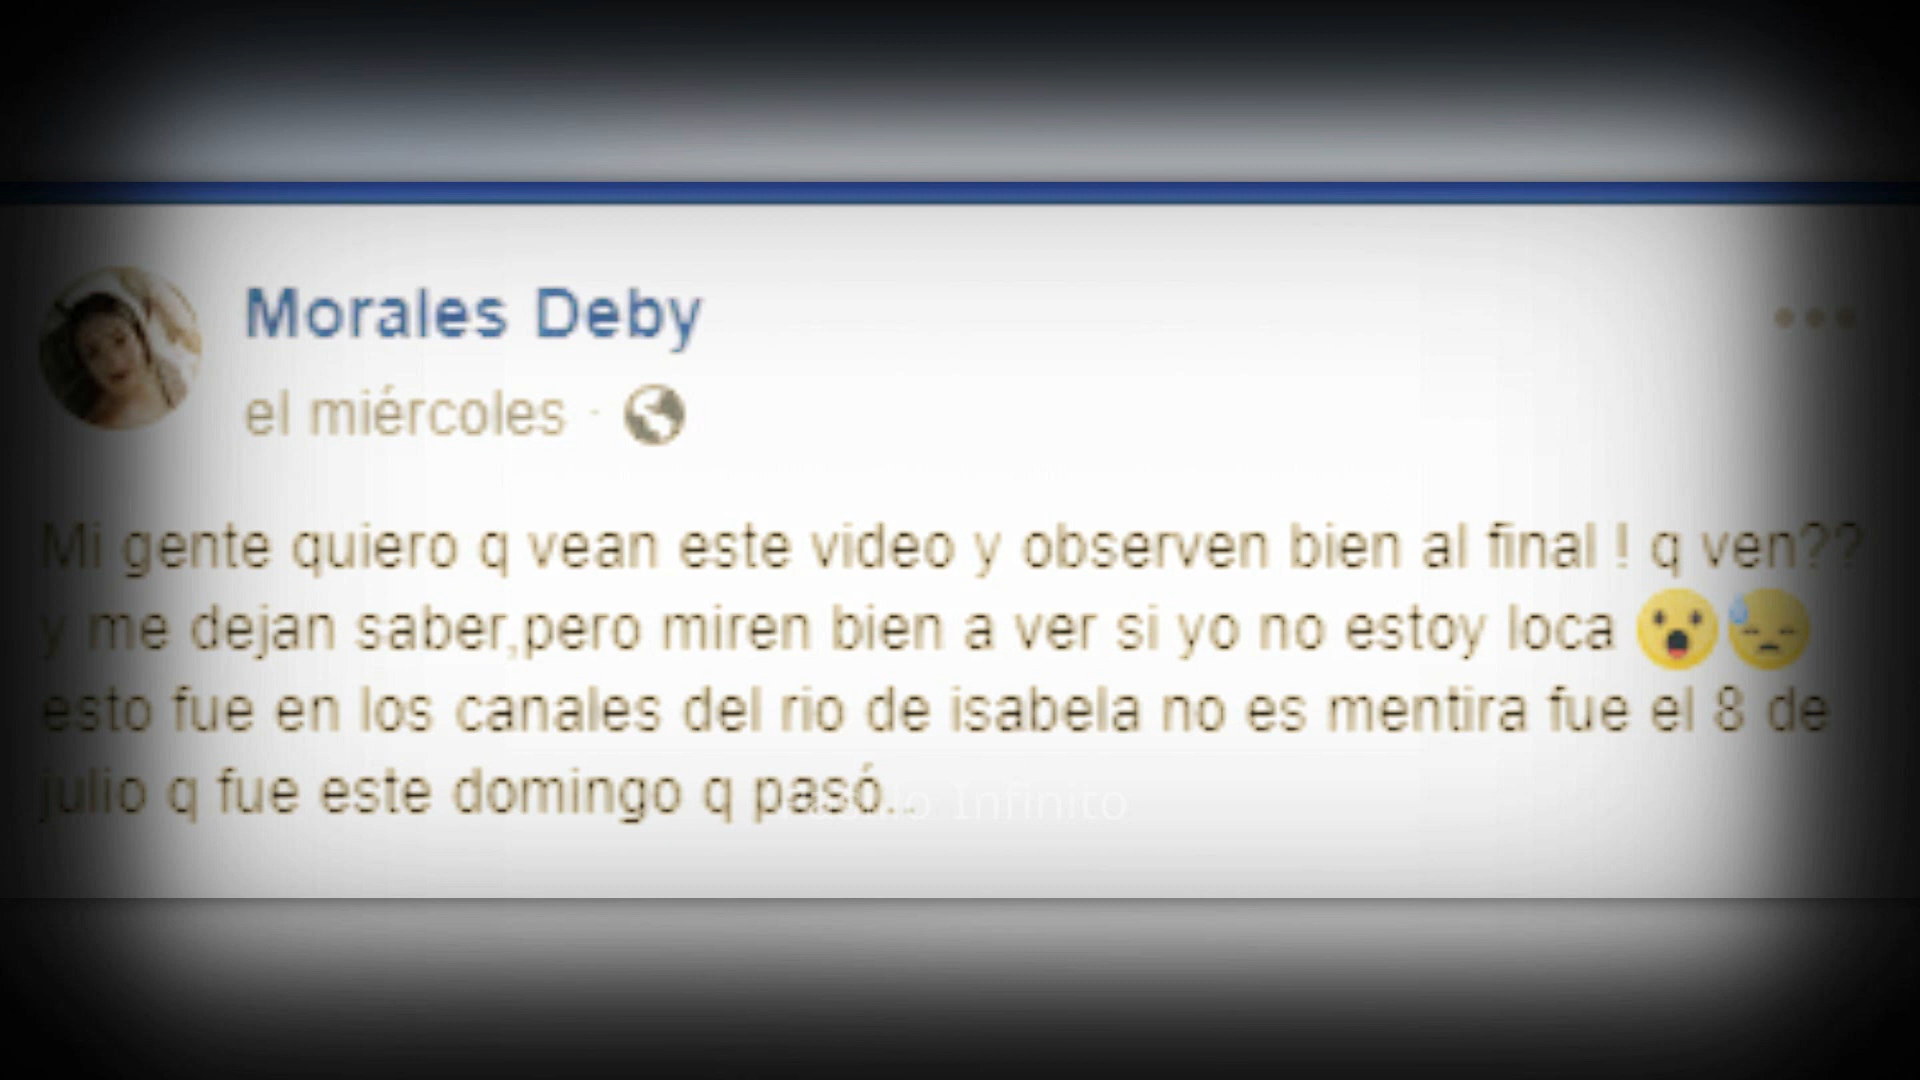 Morales Deby
el miércoles ·
Mi gente quiero q vean este video y observen bien al final ! q ven??
y me dejan saber,pero miren bien a ver si yo no estoy loca 😮😓
esto fue en los canales del rio de isabela no es mentira fue el 8 de
julio q fue este domingo q pasó...
Infinito